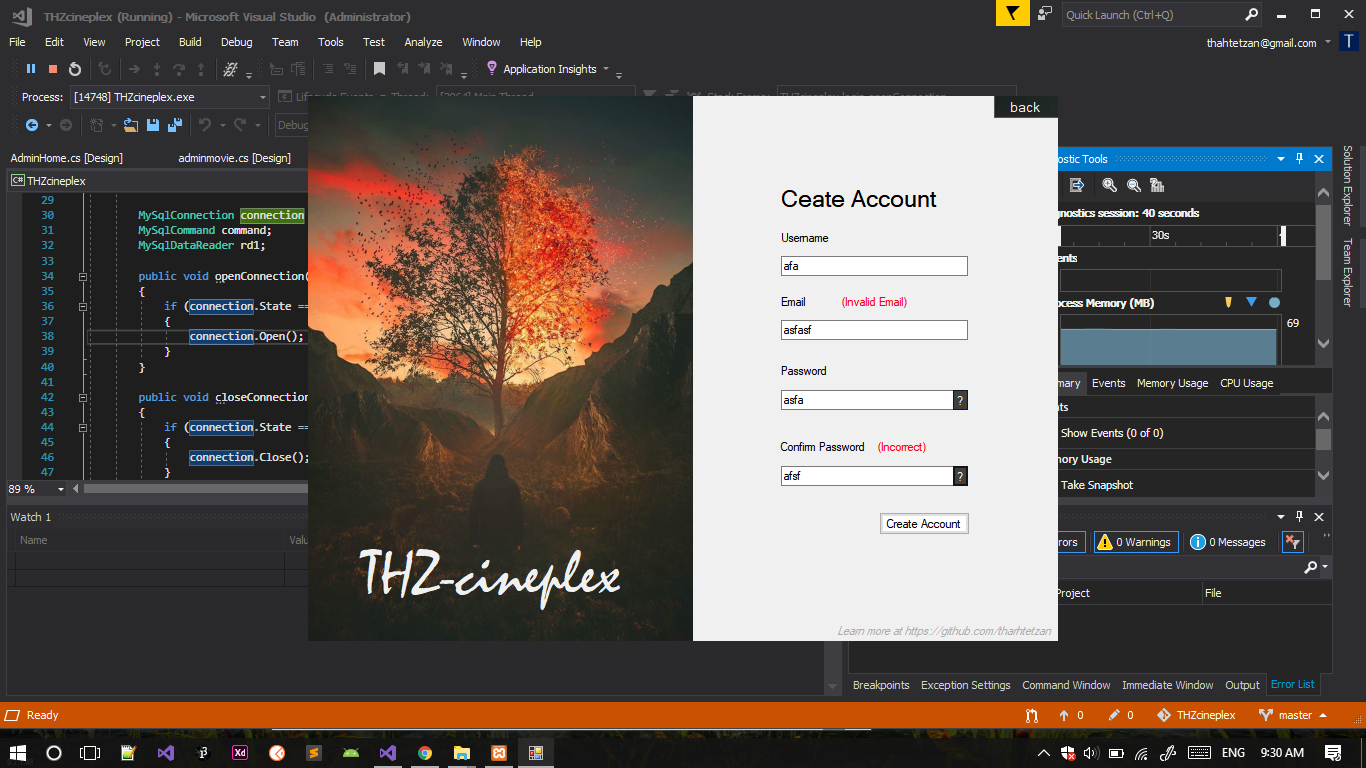 THZcineplex (Running) - Microsoft Visual Studio (Administrator)
Quick Launch (Ctrl+Q)
File Edit View Project Build Debug Team Tools Test Analyze Window Help
thahtetzan@gmail.com T
Application Insights
Process: [14748] THZcineplex.exe
Debug
AdminHome.cs [Design] adminmovie.cs [Design]
C# THZcineplex
29
30 MySqlConnection connection
31 MySqlCommand command;
32 MySqlDataReader rd1;
33
34 public void openConnection(
35 {
36 if (connection.State ==
37 {
38 connection.Open();
39 }
40 }
41
42 public void closeConnection
43 {
44 if (connection.State ==
45 {
46 connection.Close();
47 }
89 %
Watch 1
Name Valu
THZ-cineplex
back
Ceate Account
Username
afa
Email (Invalid Email)
asfasf
Password
asfa ?
Confirm Password (Incorrect)
afsf ?
Create Account
Learn more at https://github.com/tharhtetzan
ostic Tools
gnostics session: 40 seconds
30s
ents
ocess Memory (MB)
69
mary Events Memory Usage CPU Usage
nts
Show Events (0 of 0)
mory Usage
Take Snapshot
Solution Explorer
Team Explorer
rors 0 Warnings 0 Messages
Project File
Breakpoints Exception Settings Command Window Immediate Window Output Error List
Ready
0 0 THZcineplex master
Xd
ENG 9:30 AM